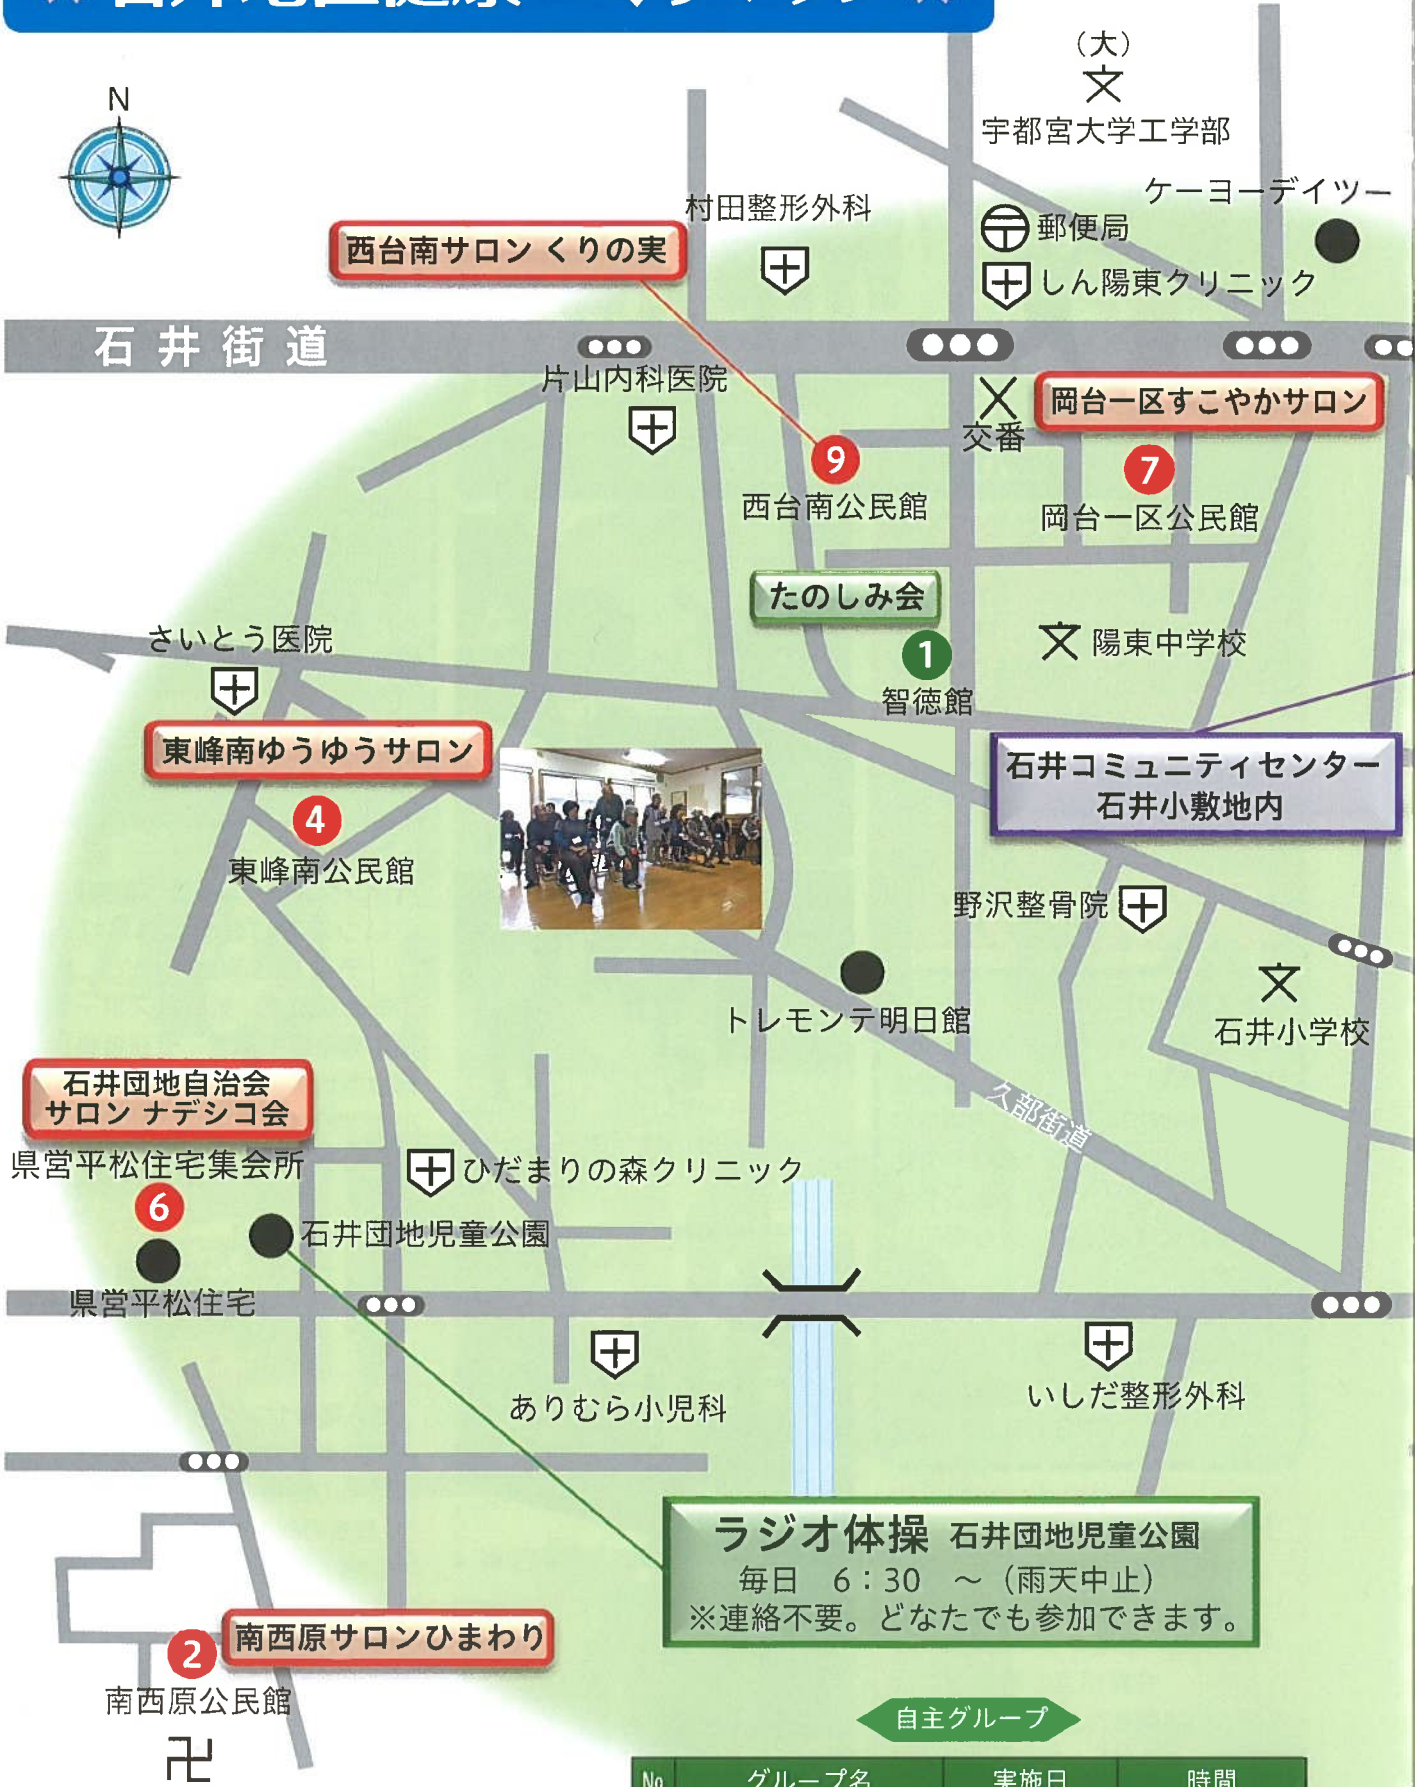 N
(大)
宇都宮大学工学部
ケーヨーデイツー
村田整形外科
郵便局
西台南サロン くりの実
しん陽東クリニック
石井街道
片山内科医院
交番
岡台一区すこやかサロン
9
7
西台南公民館
岡台一区公民館
たのしみ会
さいとう医院
1
陽東中学校
智徳館
東峰南ゆうゆうサロン
石井コミュニティセンター
石井小敷地内
4
東峰南公民館
野沢整骨院
トレモンテ明日館
石井小学校
石井団地自治会
サロン ナデシコ会
久部街道
県営平松住宅集会所
ひだまりの森クリニック
6
石井団地児童公園
県営平松住宅
ありむら小児科
いしだ整形外科
ラジオ体操 石井団地児童公園
毎日 6:30 ~(雨天中止)
※連絡不要。どなたでも参加できます。
南西原サロンひまわり
2
南西原公民館
自主グループ
No グループ名 実施日 時間